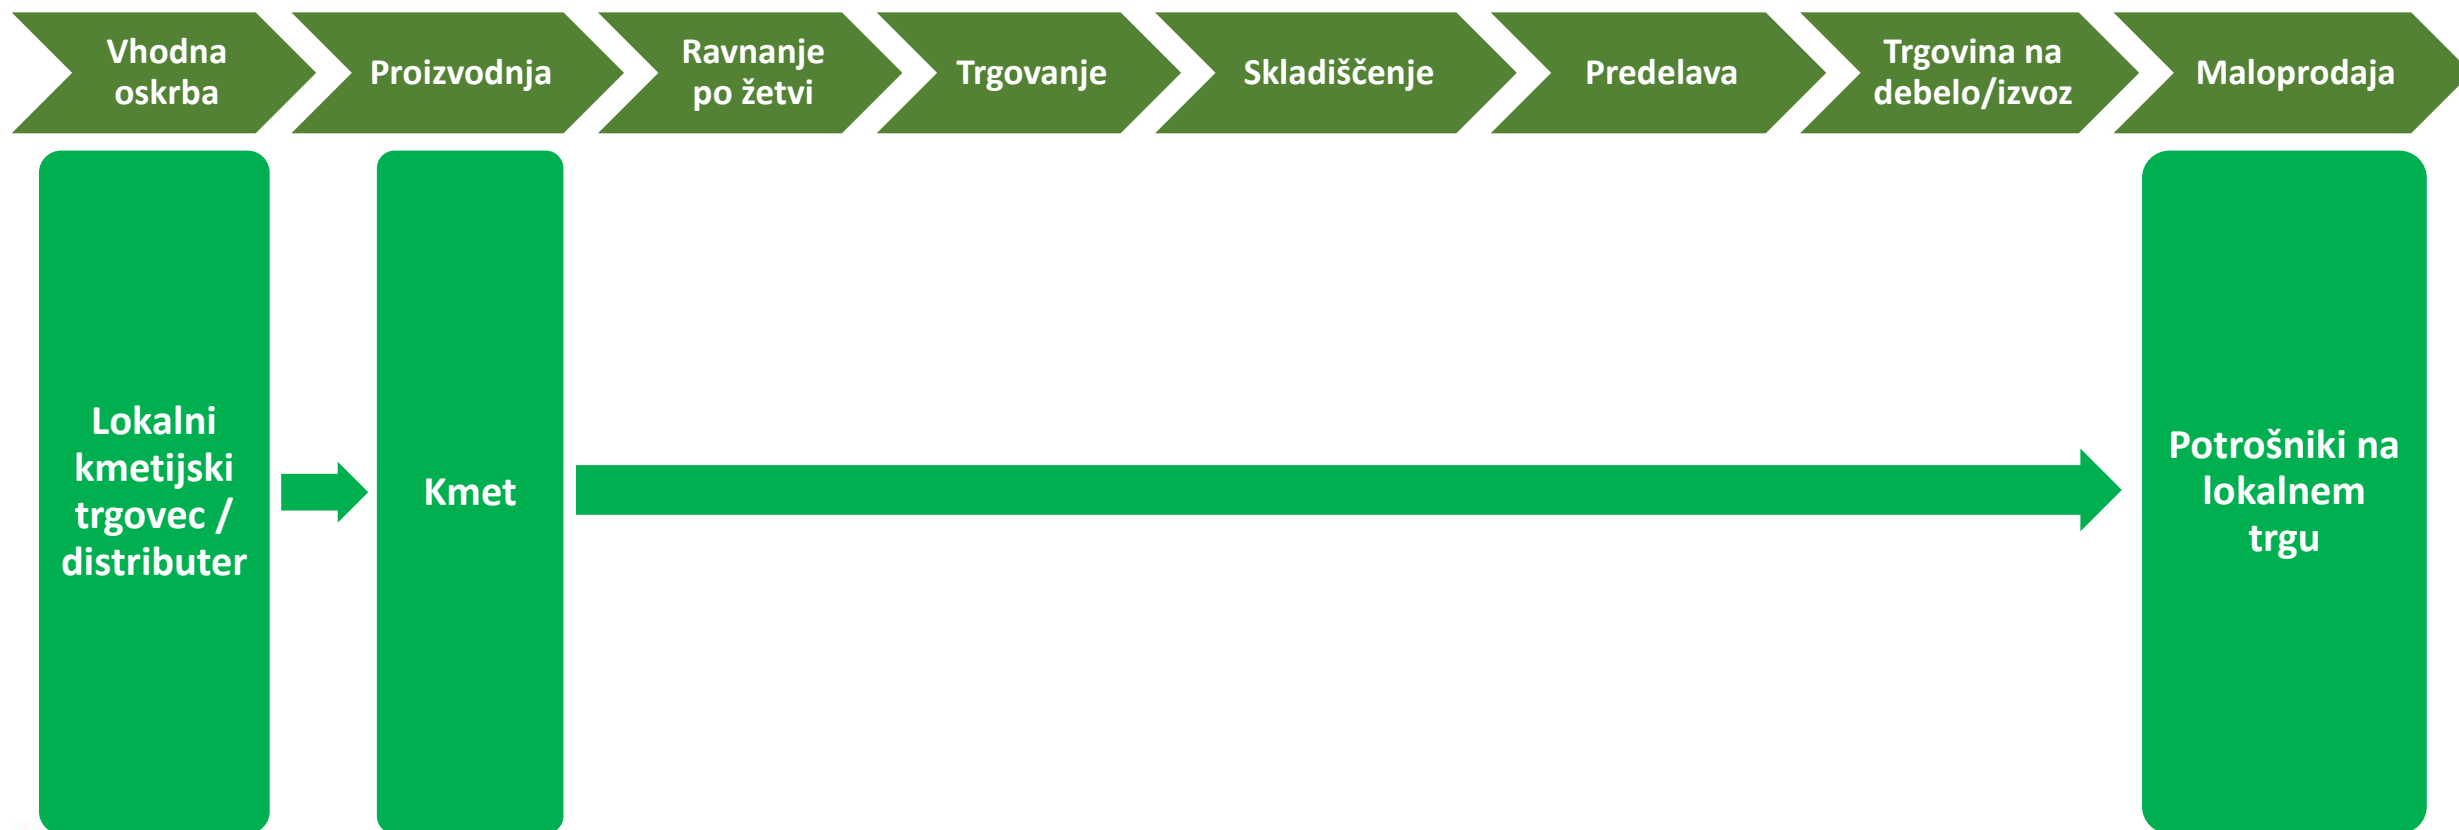 Vhodna
oskrba
Proizvodnja
Ravnanje
po žetvi
Trgovanje
Skladiščenje
Predelava
Trgovina na
debelo/izvoz
Maloprodaja
Lokalni
kmetijski
trgovec /
distributer
Kmet
Potrošniki na
lokalnem
trgu